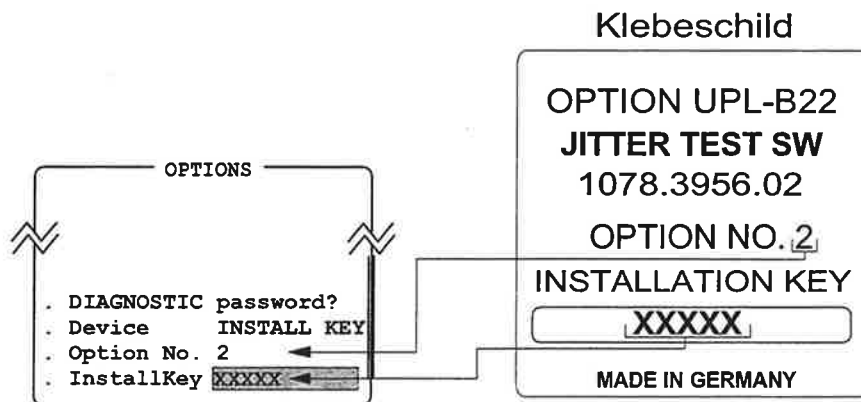 Klebeschild
OPTION UPL-B22
JITTER TEST SW
1078.3956.02
OPTION NO. 2
INSTALLATION KEY
XXXXX
MADE IN GERMANY
OPTIONS
. DIAGNOSTIC password?
. Device INSTALL KEY
. Option No. 2
. InstallKey XXXXX